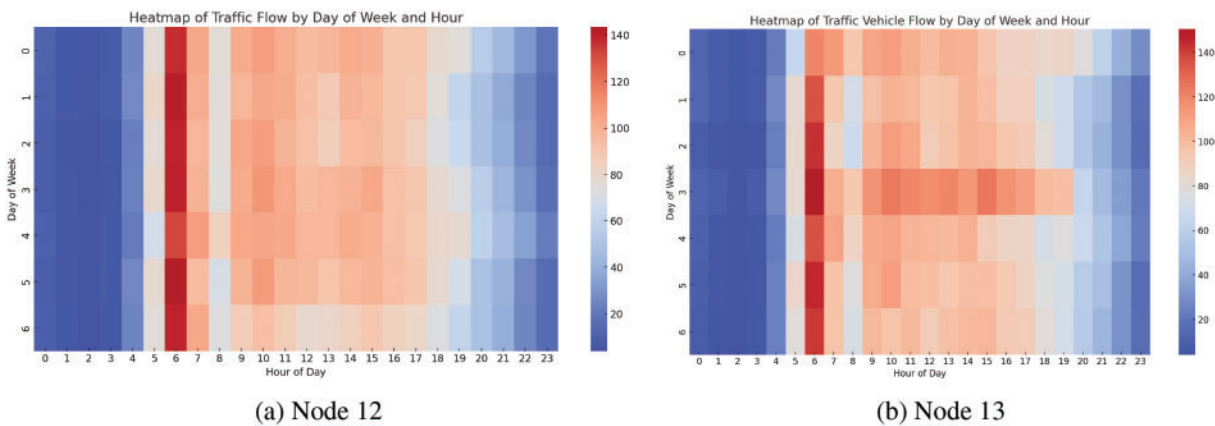 Heatmap of Traffic Flow by Day of Week and Hour
Day of Week
0
1
2
3
4
5
6
0 1 2 3 4 5 6 7 8 9 10 11 12 13 14 15 16 17 18 19 20 21 22 23
Hour of Day
140
120
100
80
60
40
20
(a) Node 12
Heatmap of Traffic Vehicle Flow by Day of Week and Hour
Day of Week
0
1
2
3
4
5
6
0 1 2 3 4 5 6 7 8 9 10 11 12 13 14 15 16 17 18 19 20 21 22 23
Hour of Day
140
120
100
80
60
40
20
(b) Node 13